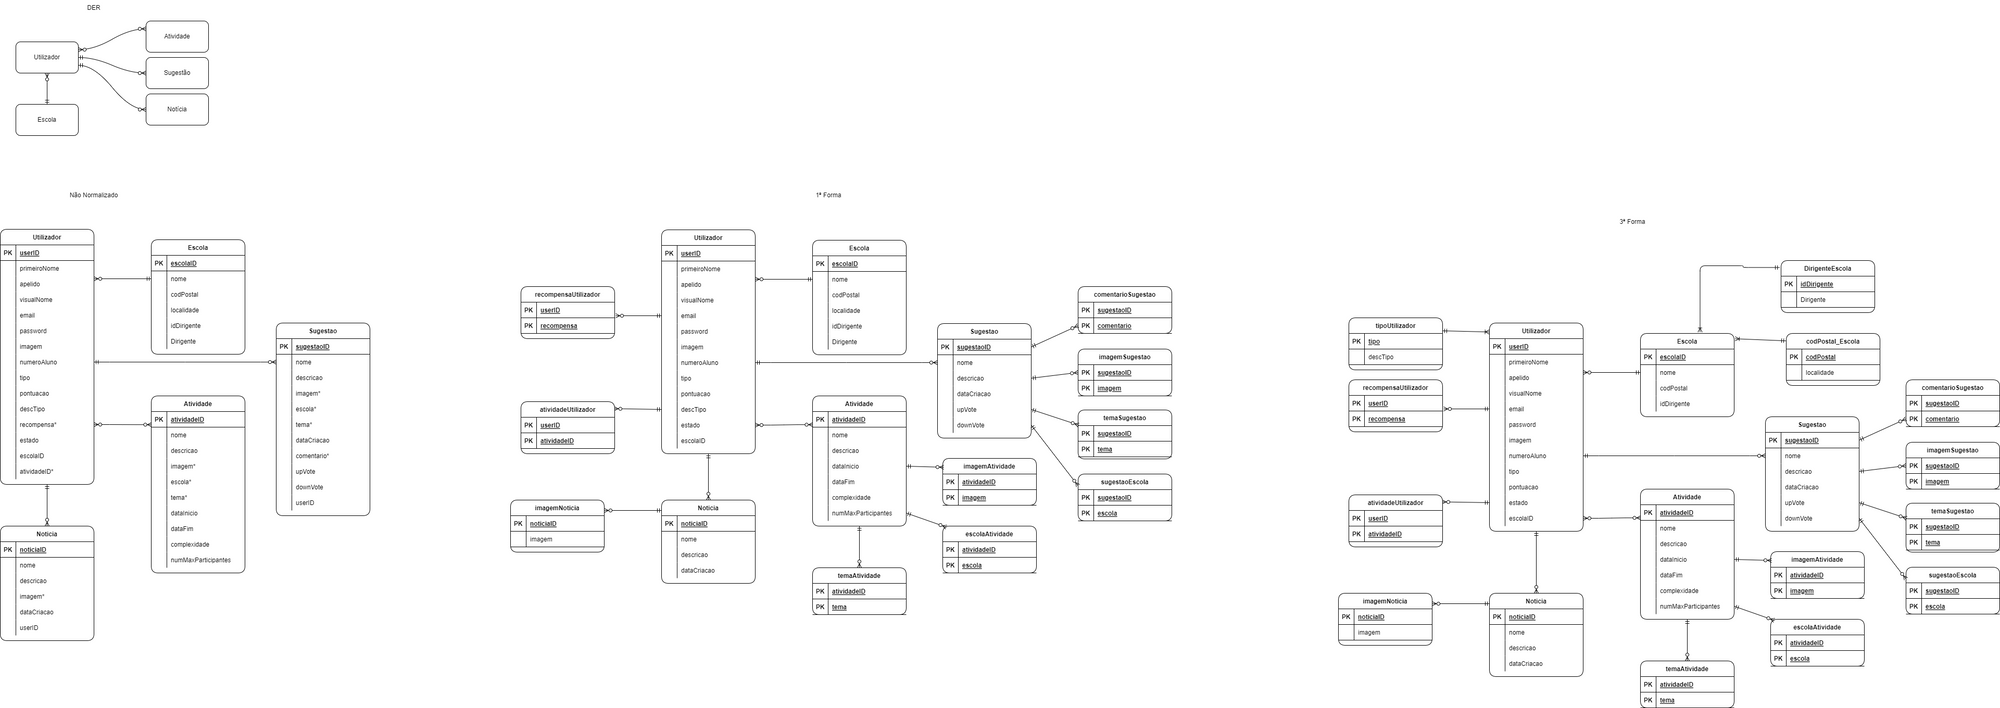 DER
Utilizador
Atividade
Sugestão
Notícia
Escola
Não Normalizado
Utilizador
PK userID
primeiroNome
apelido
visualNome
email
password
imagem
numeroAluno
tipo
pontuacao
descTipo
recompensa*
estado
escolaID
atividadeID*
Escola
PK escolaID
nome
codPostal
localidade
idDirigente
Dirigente
Sugestao
PK sugestaoID
nome
descricao
imagem*
escola*
tema*
dataCriacao
comentario*
upVote
downVote
userID
Atividade
PK atividadeID
nome
descricao
imagem*
escola*
tema*
dataInicio
dataFim
complexidade
numMaxParticipantes
Noticia
PK noticiaID
nome
descricao
imagem*
dataCriacao
userID
1ª Forma
recompensaUtilizador
PK userID
PK recompensa
atividadeUtilizador
PK userID
PK atividadeID
imagemNoticia
PK noticiaID
imagem
Utilizador
PK userID
primeiroNome
apelido
visualNome
email
password
imagem
numeroAluno
tipo
pontuacao
descTipo
estado
escolaID
Noticia
PK noticiaID
nome
descricao
dataCriacao
Escola
PK escolaID
nome
codPostal
localidade
idDirigente
Dirigente
Atividade
PK atividadeID
nome
descricao
dataInicio
dataFim
complexidade
numMaxParticipantes
temaAtividade
PK atividadeID
PK tema
Sugestao
PK sugestaoID
nome
descricao
dataCriacao
upVote
downVote
imagemAtividade
PK atividadeID
PK imagem
escolaAtividade
PK atividadeID
PK escola
comentarioSugestao
PK sugestaoID
PK comentario
imagemSugestao
PK sugestaoID
PK imagem
temaSugestao
PK sugestaoID
PK tema
sugestaoEscola
PK sugestaoID
PK escola
3ª Forma
tipoUtilizador
PK tipo
descTipo
recompensaUtilizador
PK userID
PK recompensa
atividadeUtilizador
PK userID
PK atividadeID
imagemNoticia
PK noticiaID
imagem
Utilizador
PK userID
primeiroNome
apelido
visualNome
email
password
imagem
numeroAluno
tipo
pontuacao
estado
escolaID
Noticia
PK noticiaID
nome
descricao
dataCriacao
DirigenteEscola
PK idDirigente
Dirigente
Escola
PK escolaID
nome
codPostal
idDirigente
codPostal_Escola
PK codPostal
localidade
Atividade
PK atividadeID
nome
descricao
dataInicio
dataFim
complexidade
numMaxParticipantes
temaAtividade
PK atividadeID
PK tema
Sugestao
PK sugestaoID
nome
descricao
dataCriacao
upVote
downVote
imagemAtividade
PK atividadeID
PK imagem
escolaAtividade
PK atividadeID
PK escola
comentarioSugestao
PK sugestaoID
PK comentario
imagemSugestao
PK sugestaoID
PK imagem
temaSugestao
PK sugestaoID
PK tema
sugestaoEscola
PK sugestaoID
PK escola